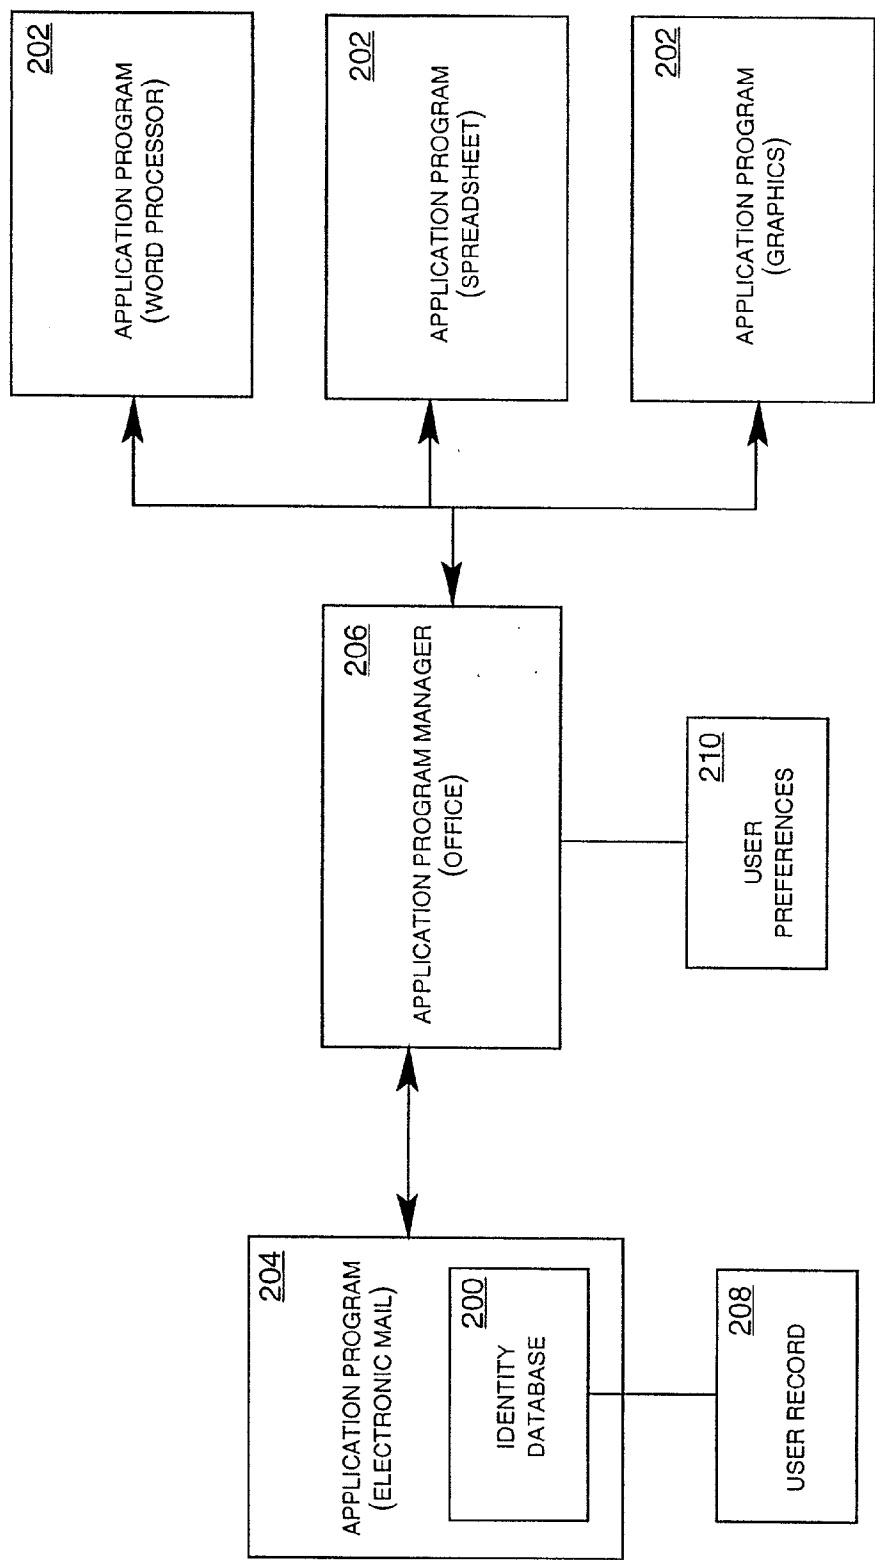 204
APPLICATION PROGRAM
(ELECTRONIC MAIL)
200
IDENTITY
DATABASE
208
USER RECORD
206
APPLICATION PROGRAM MANAGER
(OFFICE)
210
USER
PREFERENCES
202
APPLICATION PROGRAM
(WORD PROCESSOR)
202
APPLICATION PROGRAM
(SPREADSHEET)
202
APPLICATION PROGRAM
(GRAPHICS)